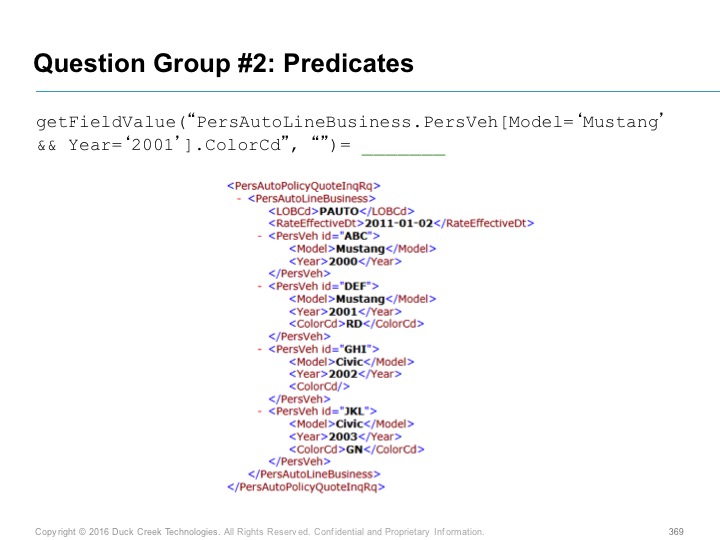 Question Group #2: Predicates
getFieldValue(“PersAutoLineBusiness.PersVeh[Model=‘Mustang’
&& Year=‘2001’].ColorCd”, “”)= _______
<PersAutoPolicyQuoteInqRq>
- <PersAutoLineBusiness>
<LOBCd>PAUTO</LOBCd>
<RateEffectiveDt>2011-01-02</RateEffectiveDt>
- <PersVeh id="ABC">
<Model>Mustang</Model>
<Year>2000</Year>
</PersVeh>
- <PersVeh id="DEF">
<Model>Mustang</Model>
<Year>2001</Year>
<ColorCd>RD</ColorCd>
</PersVeh>
- <PersVeh id="GHI">
<Model>Civic</Model>
<Year>2002</Year>
<ColorCd/>
</PersVeh>
- <PersVeh id="JKL">
<Model>Civic</Model>
<Year>2003</Year>
<ColorCd>GN</ColorCd>
</PersVeh>
</PersAutoLineBusiness>
</PersAutoPolicyQuoteInqRq>
Copyright © 2016 Duck Creek Technologies. All Rights Reserved. Confidential and Proprietary Information. 369